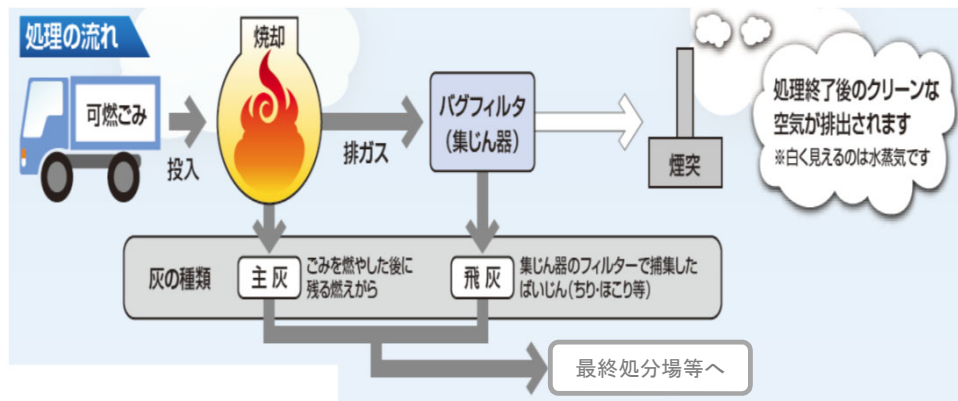 処理の流れ
可燃ごみ
投入
焼却
排ガス
バグフィルタ
(集じん器)
煙突
処理終了後のクリーンな
空気が排出されます
※白く見えるのは水蒸気です
灰の種類
主灰
ごみを燃やした後に
残る燃えがら
飛灰
集じん器のフィルターで捕集した
ばいじん(ちり・ほこり等)
最終処分場等へ